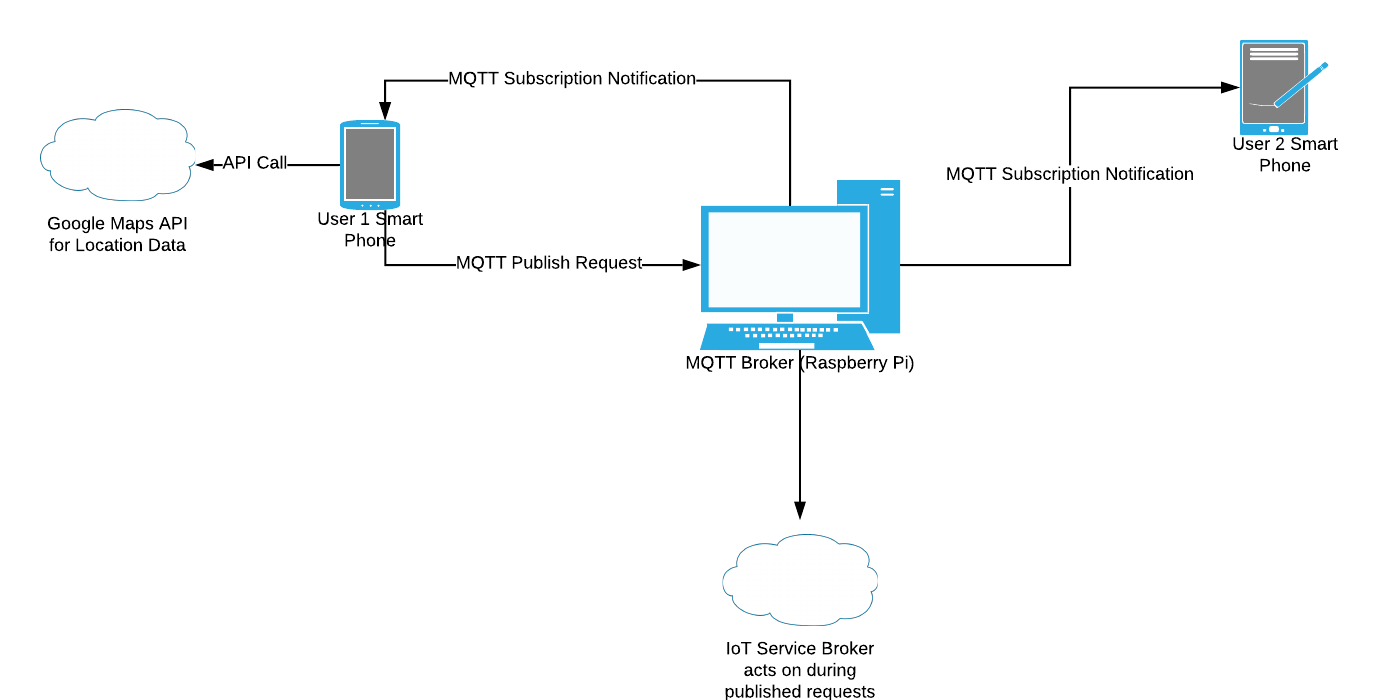 MQTT Subscription Notification
API Call
Google Maps API
for Location Data
User 1 Smart
Phone
MQTT Publish Request
MQTT Broker (Raspberry Pi)
MQTT Subscription Notification
User 2 Smart
Phone
IoT Service Broker
acts on during
published requests